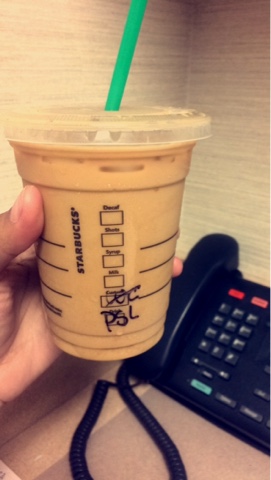 STARBUCKS®
Decaf
Shots
Syrup
Milk
Custom
PSL